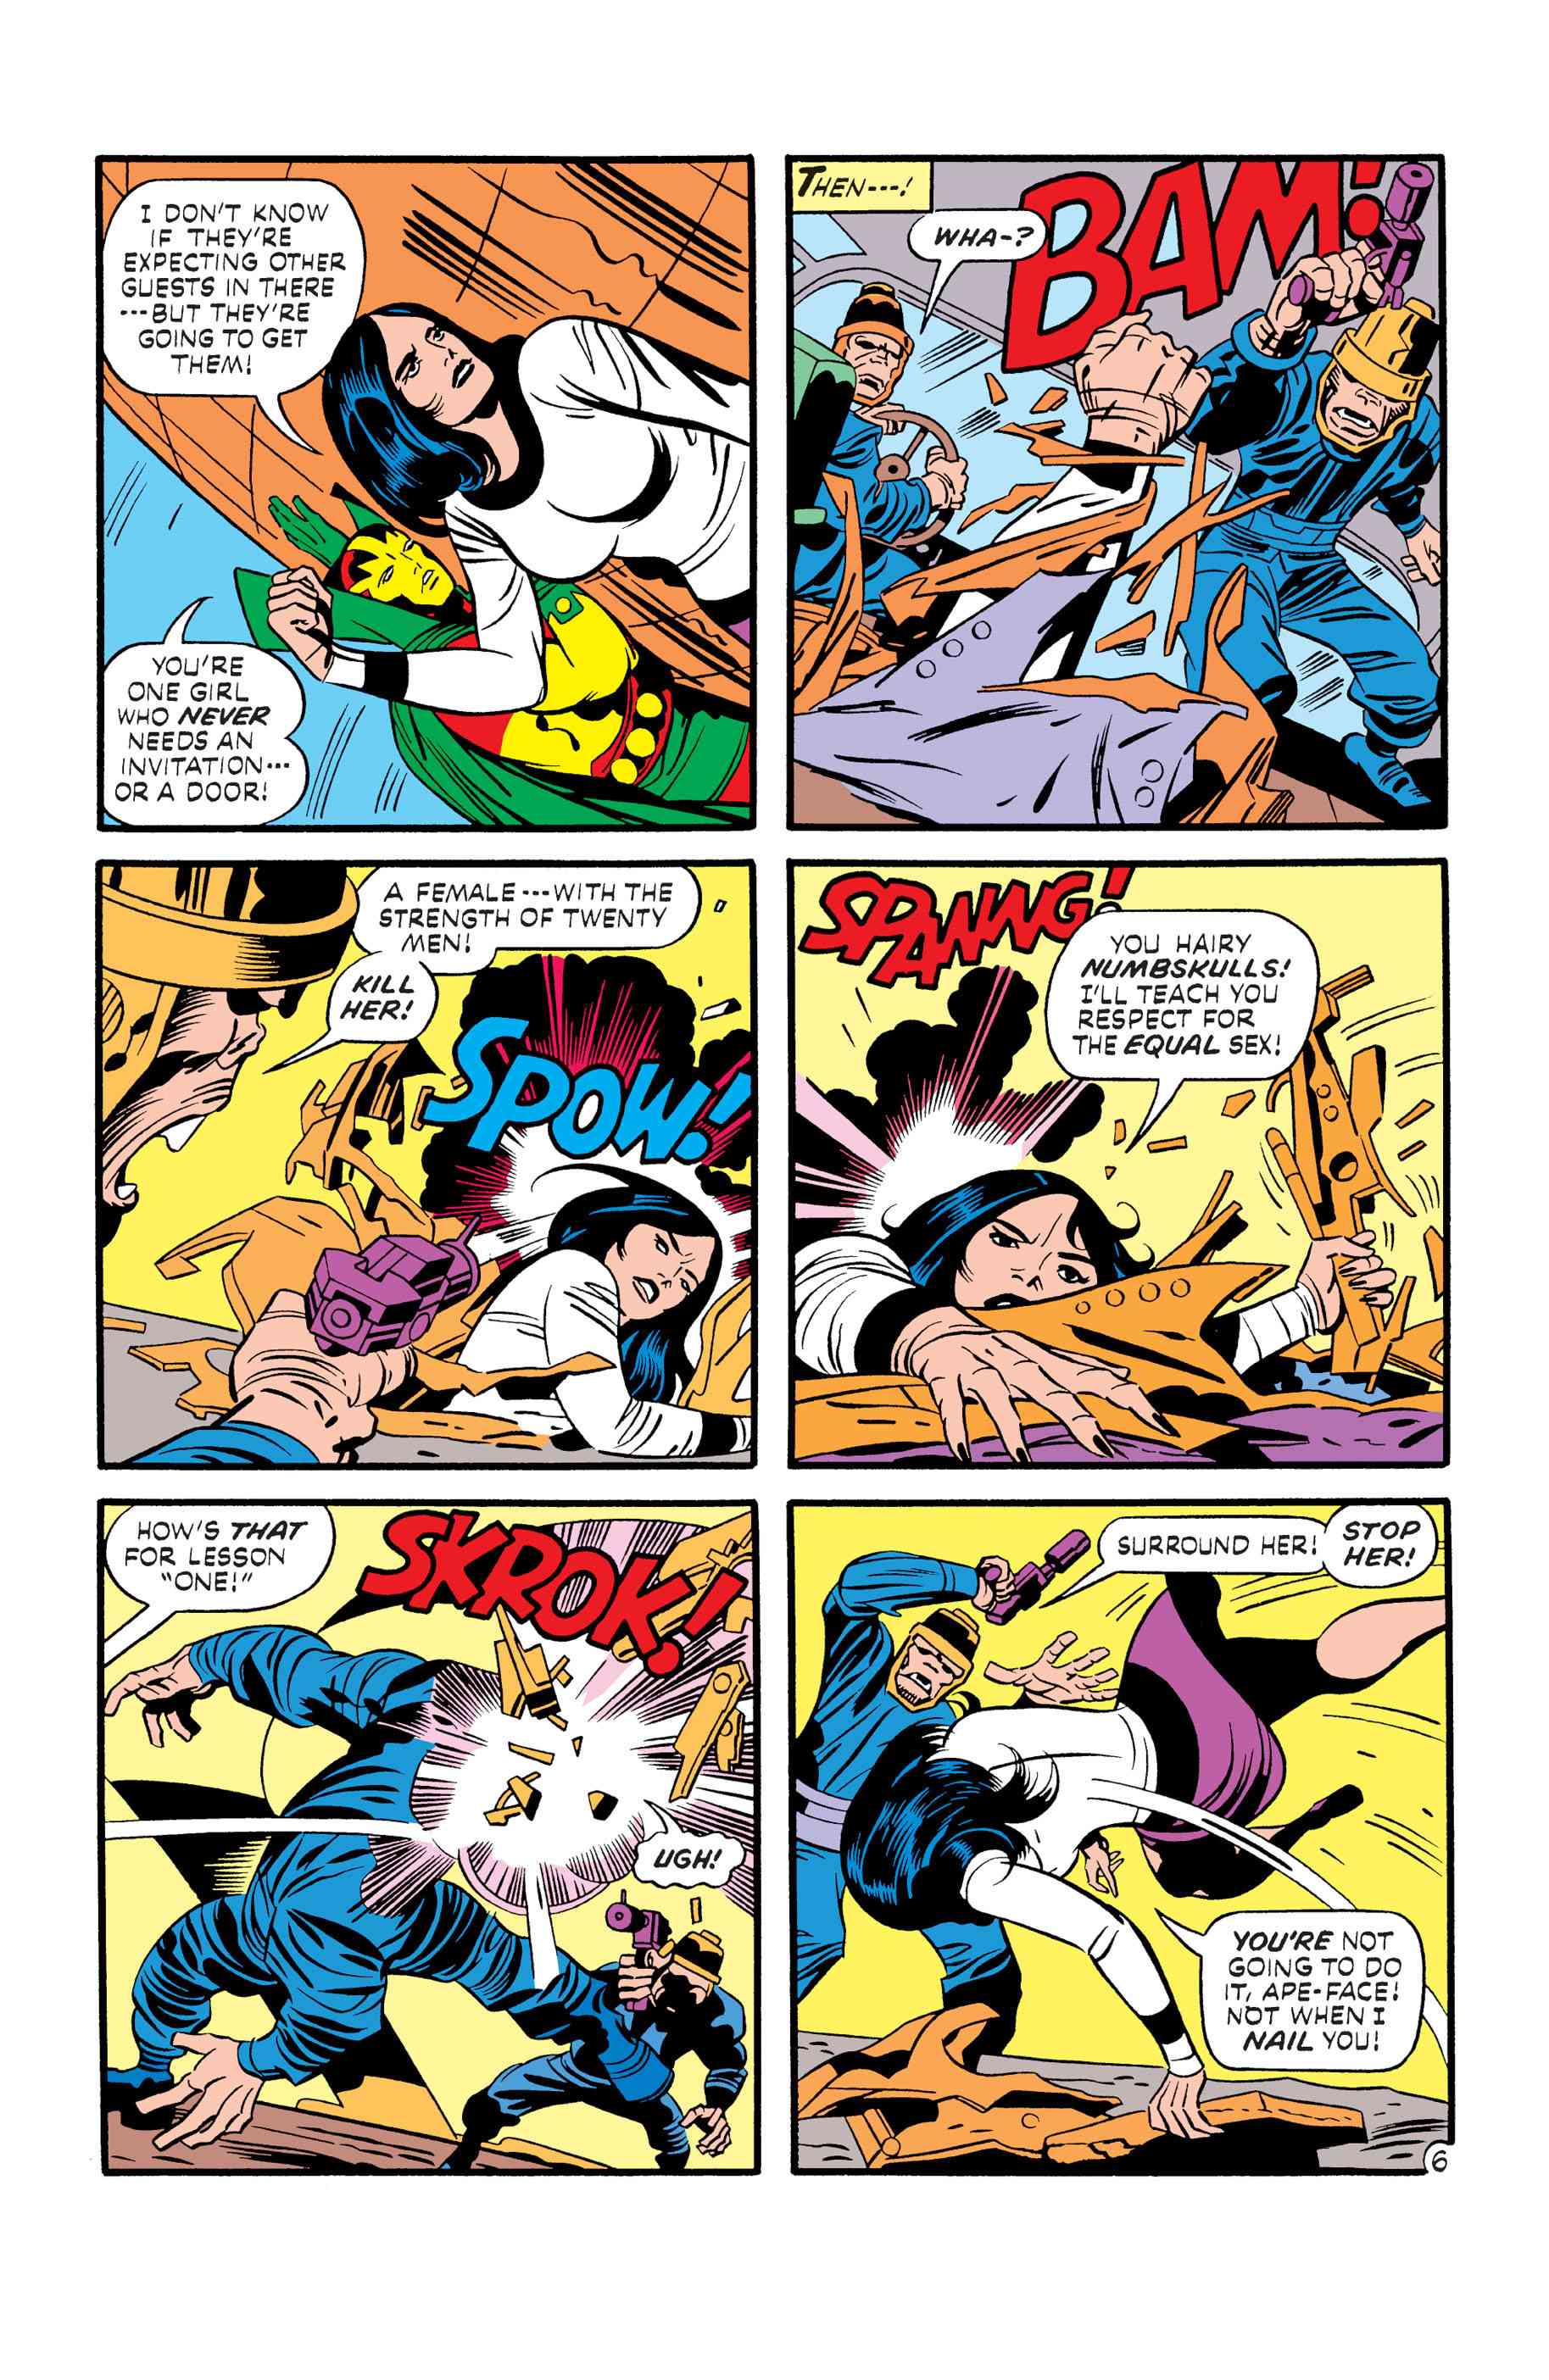 I DON'T KNOW
IF THEY'RE
EXPECTING OTHER
GUESTS IN THERE
---BUT THEY'RE
GOING TO GET
THEM!
YOU'RE
ONE GIRL
WHO NEVER
NEEDS AN
INVITATION---
OR A DOOR!
THEN---!
WHA-?
BAM!
A FEMALE---WITH THE
STRENGTH OF TWENTY
MEN!
KILL
HER!
SPOW!
SPANNG!
YOU HAIRY
NUMBSKULLS!
I'LL TEACH YOU
RESPECT FOR
THE EQUAL SEX!
HOW'S THAT
FOR LESSON
"ONE!"
SKROK!
UGH!
SURROUND HER!
STOP
HER!
YOU'RE NOT
GOING TO DO
IT, APE-FACE!
NOT WHEN I
NAIL YOU!
6